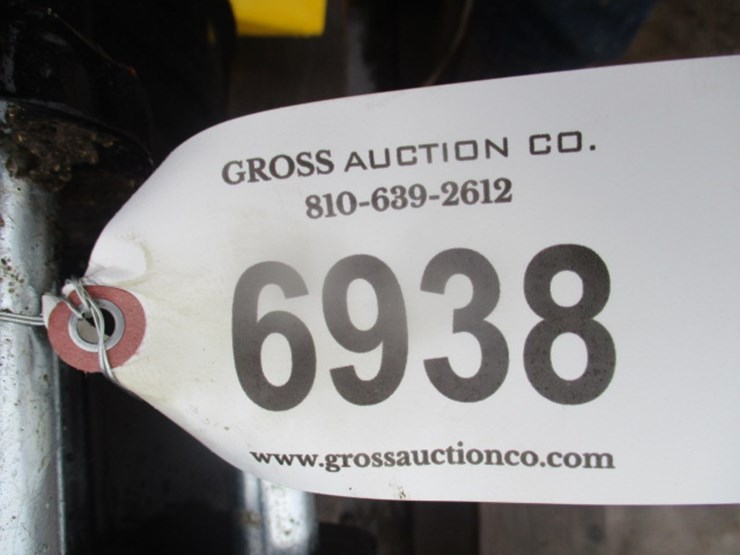 GROSS AUCTION CO.
810-639-2612
6938
www.grossauctionco.com